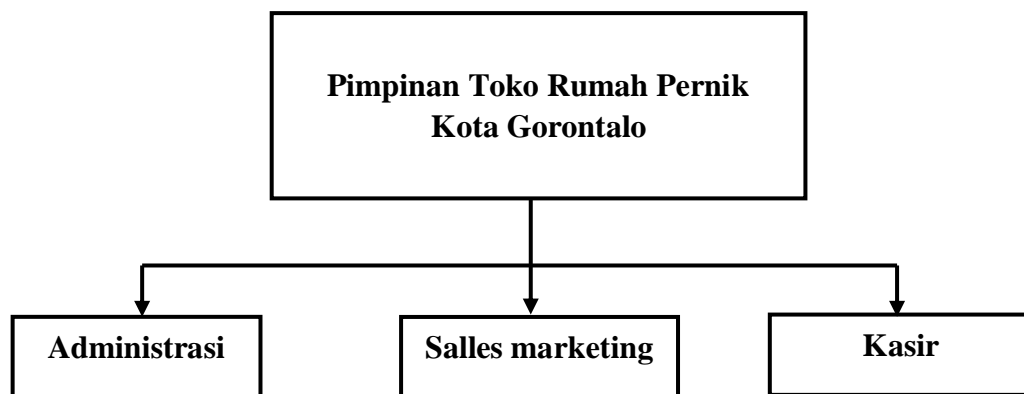 Pimpinan Toko Rumah Pernik
Kota Gorontalo
Administrasi
Salles marketing
Kasir